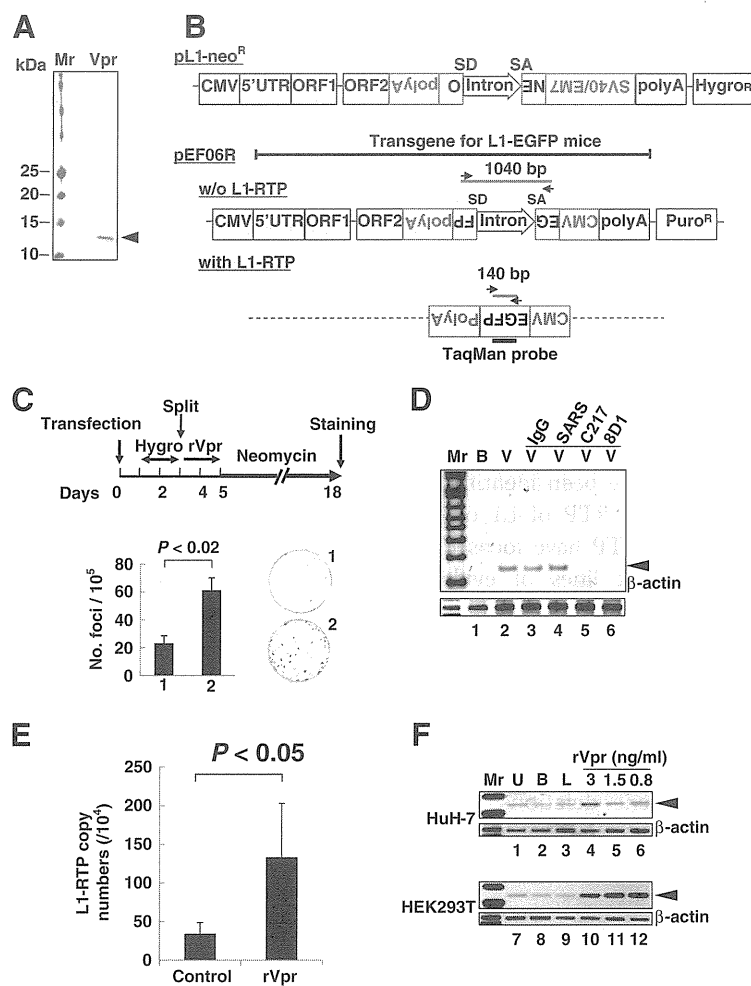 A
Mr Vpr
kDa
25
20
15
10
B
pL1-neoR
SD SA
CMV 5'UTR ORF1 ORF2 polyA O Intron NE SV40/EM7 polyA HygroR
pEF06R
Transgene for L1-EGFP mice
w/o L1-RTP
1040 bp
SD SA
CMV 5'UTR ORF1 ORF2 polyA FP Intron EG CMV polyA PuroR
with L1-RTP
140 bp
PolyA EGFP CMV
TaqMan probe
C
Split
Transfection Staining
Hygro rVpr Neomycin
Days 0 2 4 5 18
P < 0.02
No. foci / 10⁵
80
60
40
20
0
1 2
1
2
D
IgG SARS C217 8D1
Mr B V V V V V
β-actin
1 2 3 4 5 6
E
P < 0.05
L1-RTP copy numbers (/10⁴)
250
200
150
100
50
0
Control rVpr
F
rVpr (ng/ml)
Mr U B L 3 1.5 0.8
HuH-7
β-actin
1 2 3 4 5 6
HEK293T
β-actin
7 8 9 10 11 12